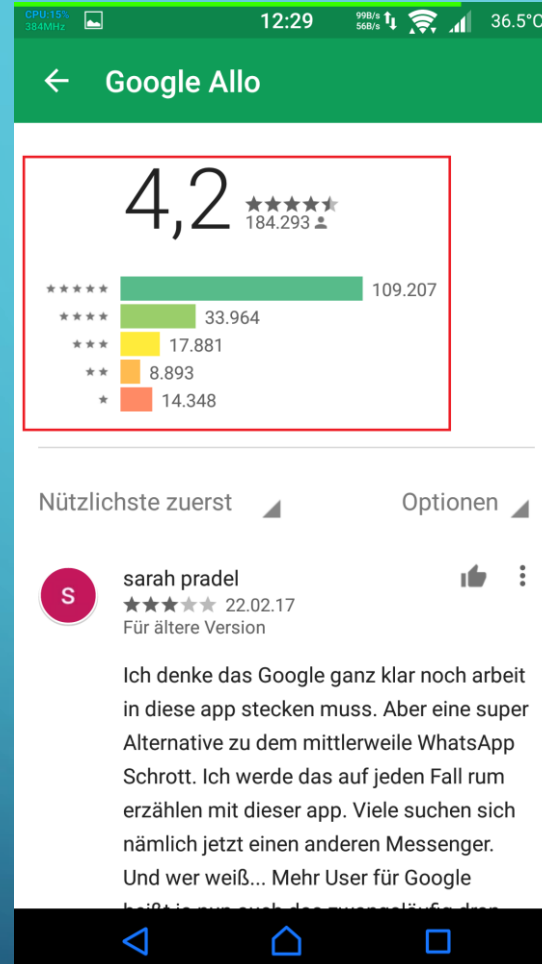 CPU:15%
384MHz
12:29
99B/s
56B/s
36.5°C
Google Allo
4,2
184.293
109.207
33.964
17.881
8.893
14.348
Nützlichste zuerst
Optionen
S
sarah pradel
22.02.17
Für ältere Version
Ich denke das Google ganz klar noch arbeit
in diese app stecken muss. Aber eine super
Alternative zu dem mittlerweile WhatsApp
Schrott. Ich werde das auf jeden Fall rum
erzählen mit dieser app. Viele suchen sich
nämlich jetzt einen anderen Messenger.
Und wer weiß... Mehr User für Google